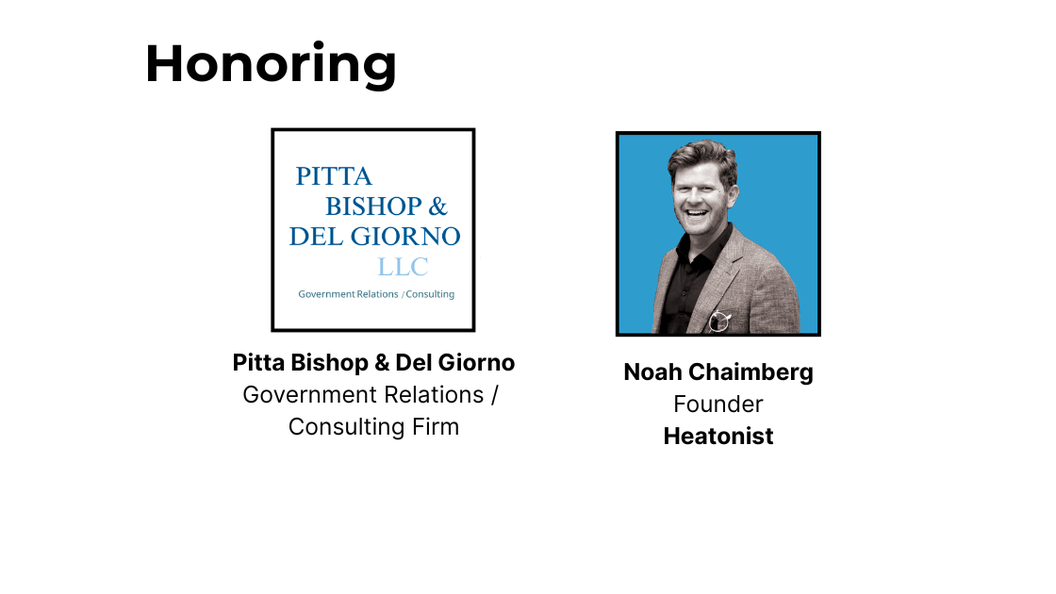 Honoring
PITTA
BISHOP &
DEL GIORNO
LLC
Government Relations / Consulting
Pitta Bishop & Del Giorno
Government Relations /
Consulting Firm
Noah Chaimberg
Founder
Heatonist